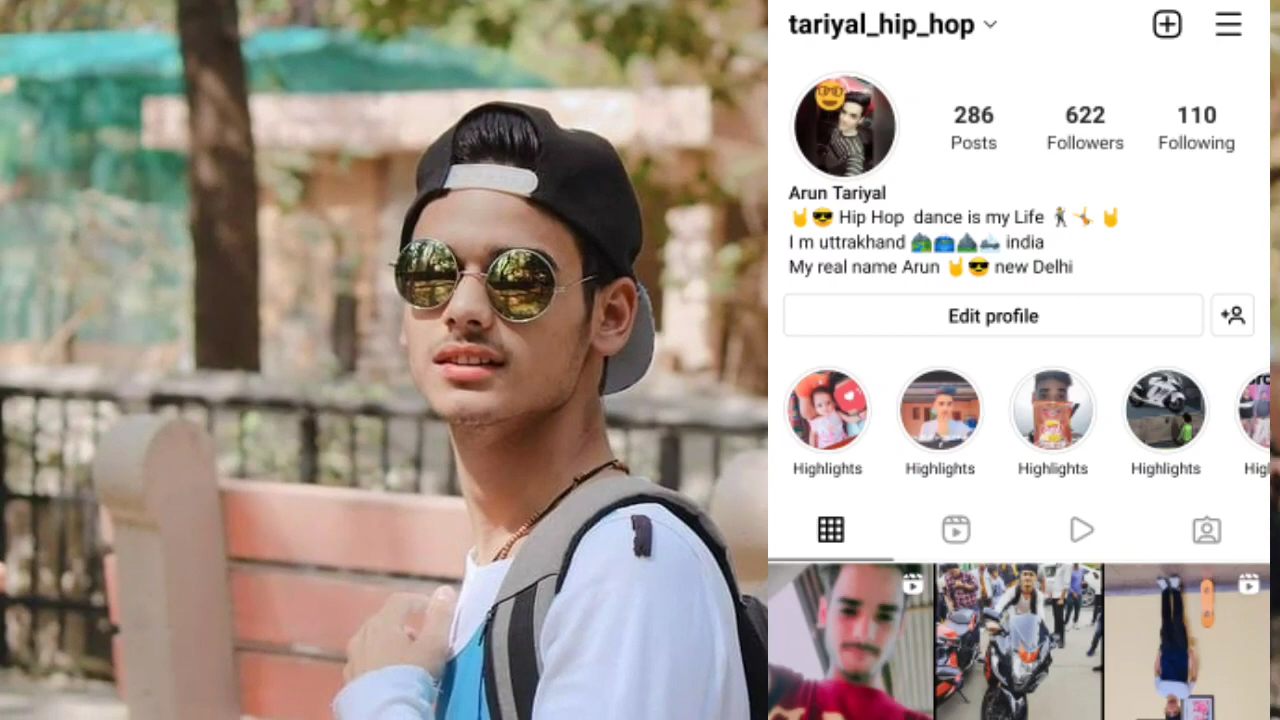 tariyal_hip_hop
286
622
110
Posts
Followers
Following
Arun Tariyal
🤘😎 Hip Hop dance is my Life 🕺🤸 🤘
I m uttrakhand 🏞️🌊⛰️🏔️ india
My real name Arun 🤘😎 new Delhi
Edit profile
Highlights
Highlights
Highlights
Highlights
Higl